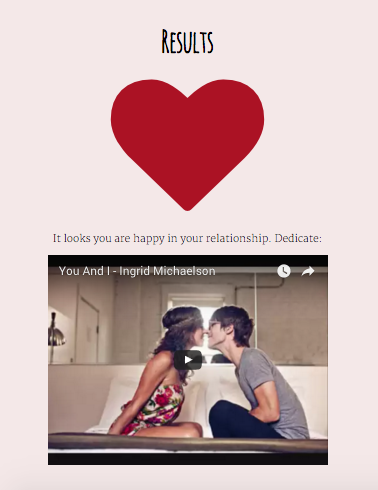 Results
It looks you are happy in your relationship. Dedicate:
You And I - Ingrid Michaelson